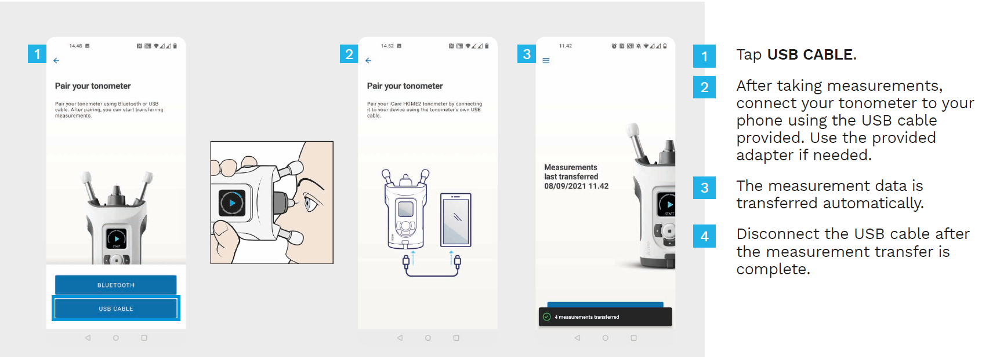 1
14.48
Pair your tonometer
Pair your tonometer using Bluetooth or USB
cable. After pairing, you can start transferring
measurements.
START
BLUETOOTH
USB CABLE
2
14.52
Pair your tonometer
Pair your iCare HOME2 tonometer by connecting
it to your device using the tonometer's own USB
cable.
icare
3
11.42
Measurements
last transferred
08/09/2021 11.42
START
icare
4 measurements transferred
1
Tap USB CABLE.
2
After taking measurements,
connect your tonometer to your
phone using the USB cable
provided. Use the provided
adapter if needed.
3
The measurement data is
transferred automatically.
4
Disconnect the USB cable after
the measurement transfer is
complete.